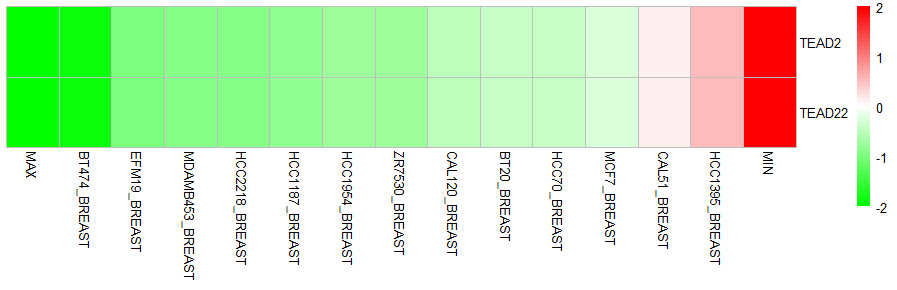 TEAD2
TEAD22
MAX
BT474_BREAST
EFM19_BREAST
MDAMB453_BREAST
HCC2218_BREAST
HCC1187_BREAST
HCC1954_BREAST
ZR7530_BREAST
CAL120_BREAST
BT20_BREAST
HCC70_BREAST
MCF7_BREAST
CAL51_BREAST
HCC1395_BREAST
MIN
2
1
0
-1
-2